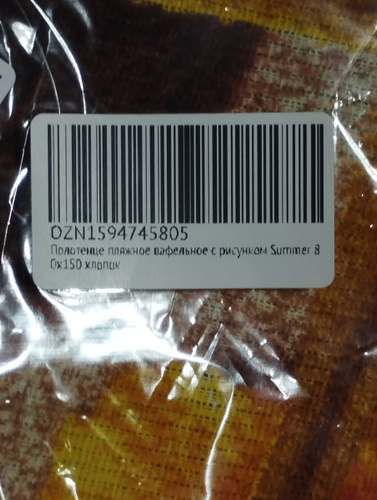 OZN1594745805
Полотенце пляжное вафельное с рисунком Summer 8
0х150 хлопок